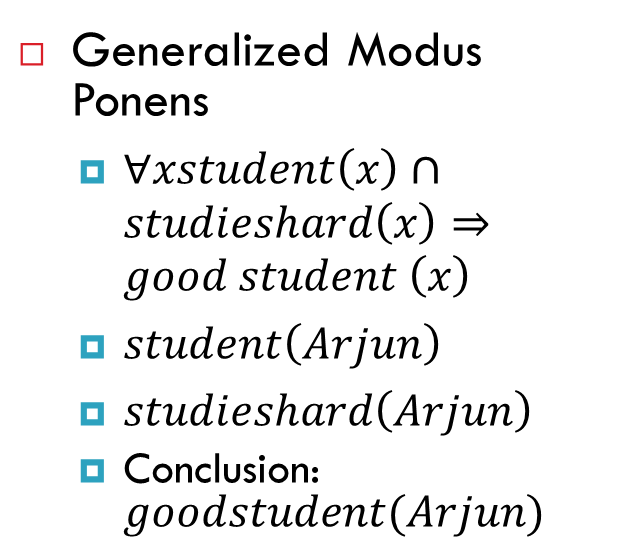 Generalized Modus
Ponens
∀xstudent(x) ∩
studieshard(x) ⇒
good student (x)
student(Arjun)
studieshard(Arjun)
Conclusion:
goodstudent(Arjun)